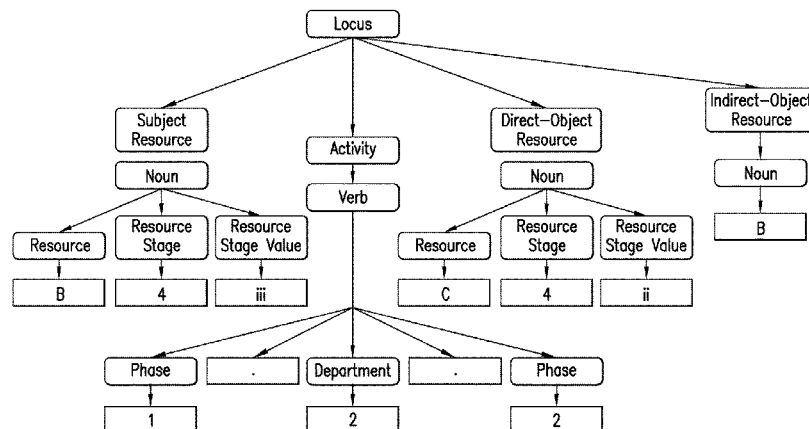 Locus
Subject
Resource
Activity
Direct-Object
Resource
Indirect-Object
Resource
Noun
Verb
Noun
Noun
Resource
Resource
Stage
Resource
Stage Value
Resource
Resource
Stage
Resource
Stage Value
B
B
4
iii
C
4
ii
Phase
.
Department
.
Phase
1
2
2